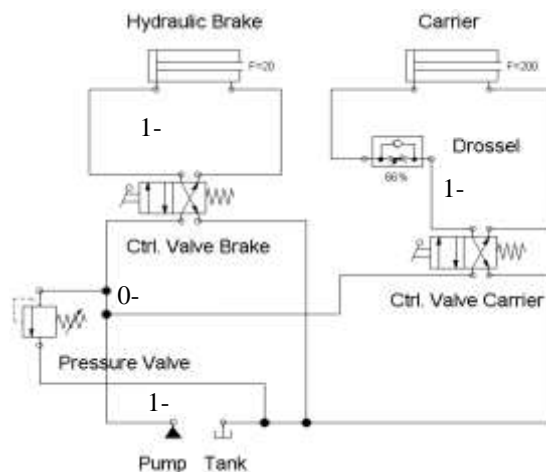 Hydraulic Brake
Carrier
F=20
F=200
1-
Drossel
66%
1-
Ctrl. Valve Brake
0-
Ctrl. Valve Carrier
Pressure Valve
1-
Pump
Tank